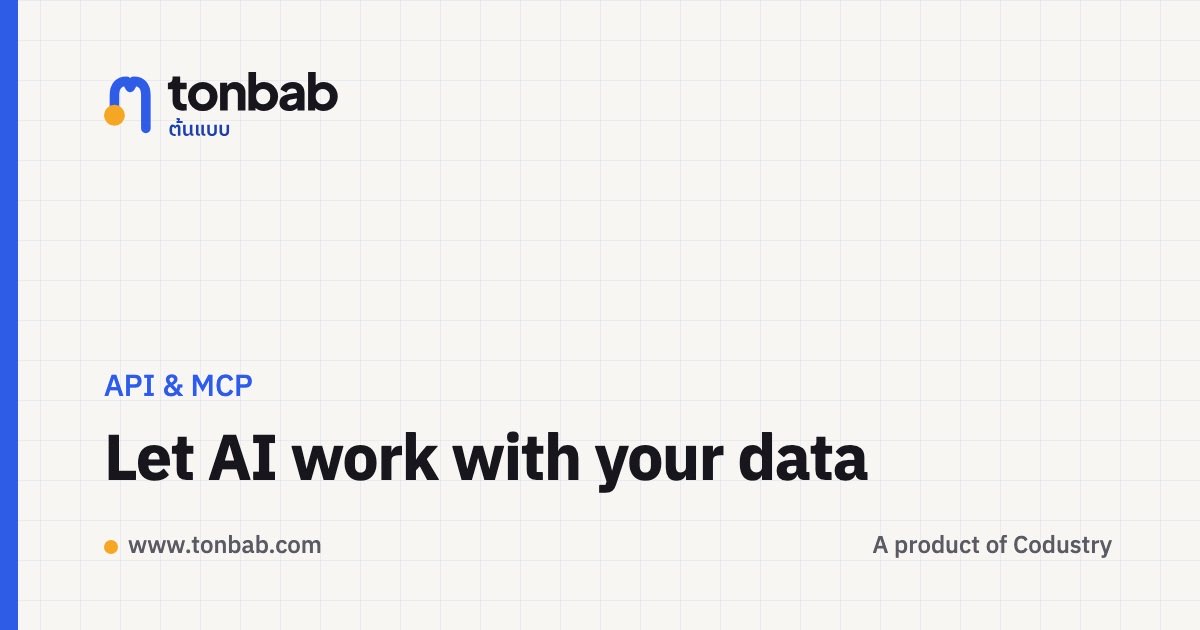 tonbab
ต้นแบบ
API & MCP
Let AI work with your data
www.tonbab.com
A product of Codustry